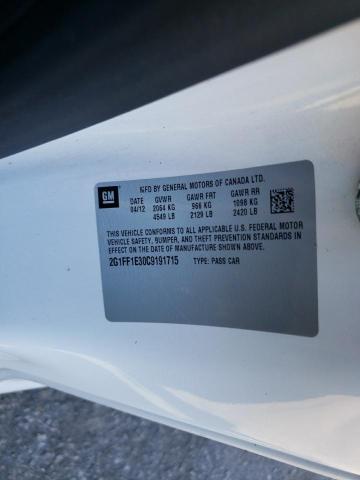 GM
MFD BY GENERAL MOTORS OF CANADA LTD.
GVWR GAWR FRT GAWR RR
04/12 2064 KG 966 KG 1098 KG
4549 LB 2129 LB 2420 LB
THIS VEHICLE CONFORMS TO ALL APPLICABLE U.S. FEDERAL MOTOR
VEHICLE SAFETY, BUMPER, AND THEFT PREVENTION STANDARDS IN
EFFECT ON THE DATE OF MANUFACTURE SHOWN ABOVE.
2G1FF1E30C9191715 TYPE: PASS CAR